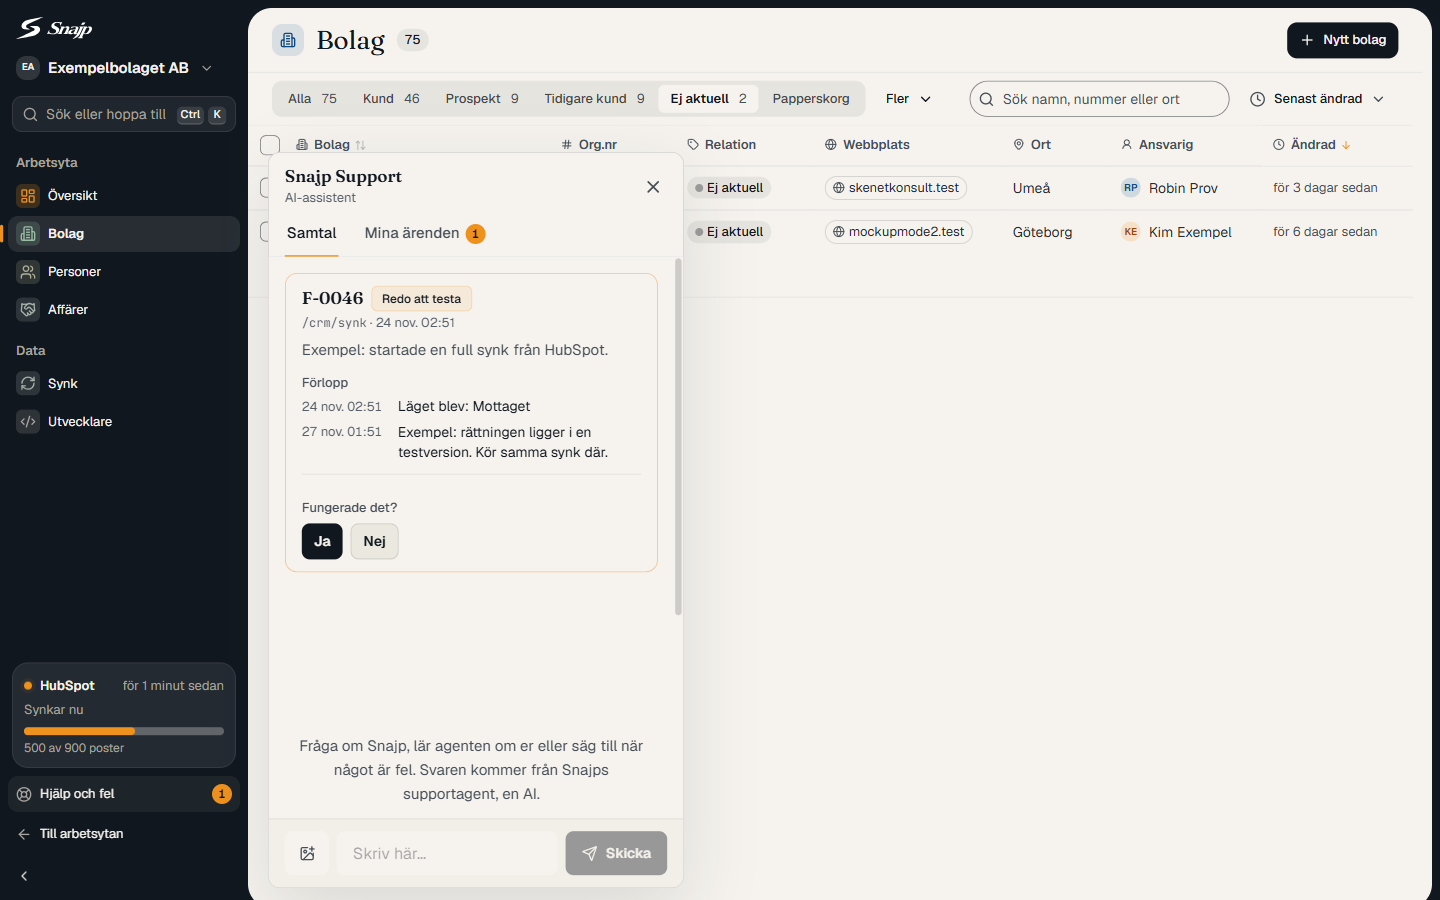 Snajp
EA Exempelbolaget AB
Sök eller hoppa till Ctrl K
Arbetsyta
Översikt
Bolag
Personer
Affärer
Data
Synk
Utvecklare
HubSpot för 1 minut sedan
Synkar nu
500 av 900 poster
Hjälp och fel 1
Till arbetsytan
Bolag 75
Nytt bolag
Alla 75 Kund 46 Prospekt 9 Tidigare kund 9 Ej aktuell 2 Papperskorg Fler Sök namn, nummer eller ort Senast ändrad
Bolag Org.nr Relation Webbplats Ort Ansvarig Ändrad
Ej aktuell skenetkonsult.test Umeå RP Robin Prov för 3 dagar sedan
Ej aktuell mockupmode2.test Göteborg KE Kim Exempel för 6 dagar sedan
Snajp Support
AI-assistent
Samtal Mina ärenden 1
F-0046 Redo att testa
/crm/synk · 24 nov. 02:51
Exempel: startade en full synk från HubSpot.
Förlopp
24 nov. 02:51 Läget blev: Mottaget
27 nov. 01:51 Exempel: rättningen ligger i en
testversion. Kör samma synk där.
Fungerade det?
Ja Nej
Fråga om Snajp, lär agenten om er eller säg till när
något är fel. Svaren kommer från Snajps
supportagent, en AI.
Skriv här... Skicka